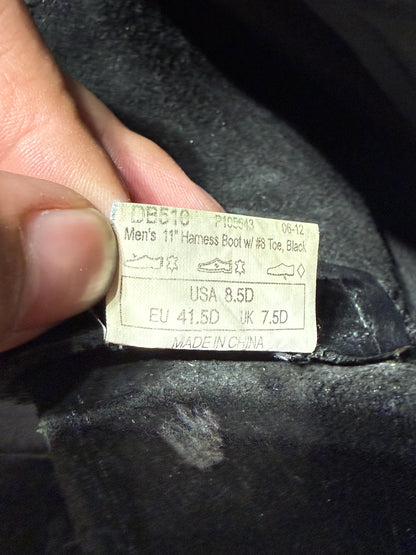 DB510 P105543 06-12
Men's 11" Harness Boot w/ #8 Toe, Black
USA 8.5D
EU 41.5D UK 7.5D
MADE IN CHINA